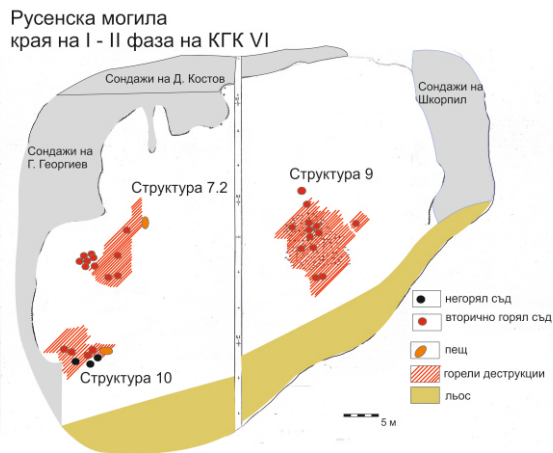 Русенска могила
края на I - II фаза на КГК VI
Сондажи на Д. Костов
Сондажи на
Шкорпил
Сондажи на
Г. Георгиев
Структура 7.2
Структура 9
Структура 10
негорял съд
вторично горял съд
пещ
горели деструкции
льос
5 м